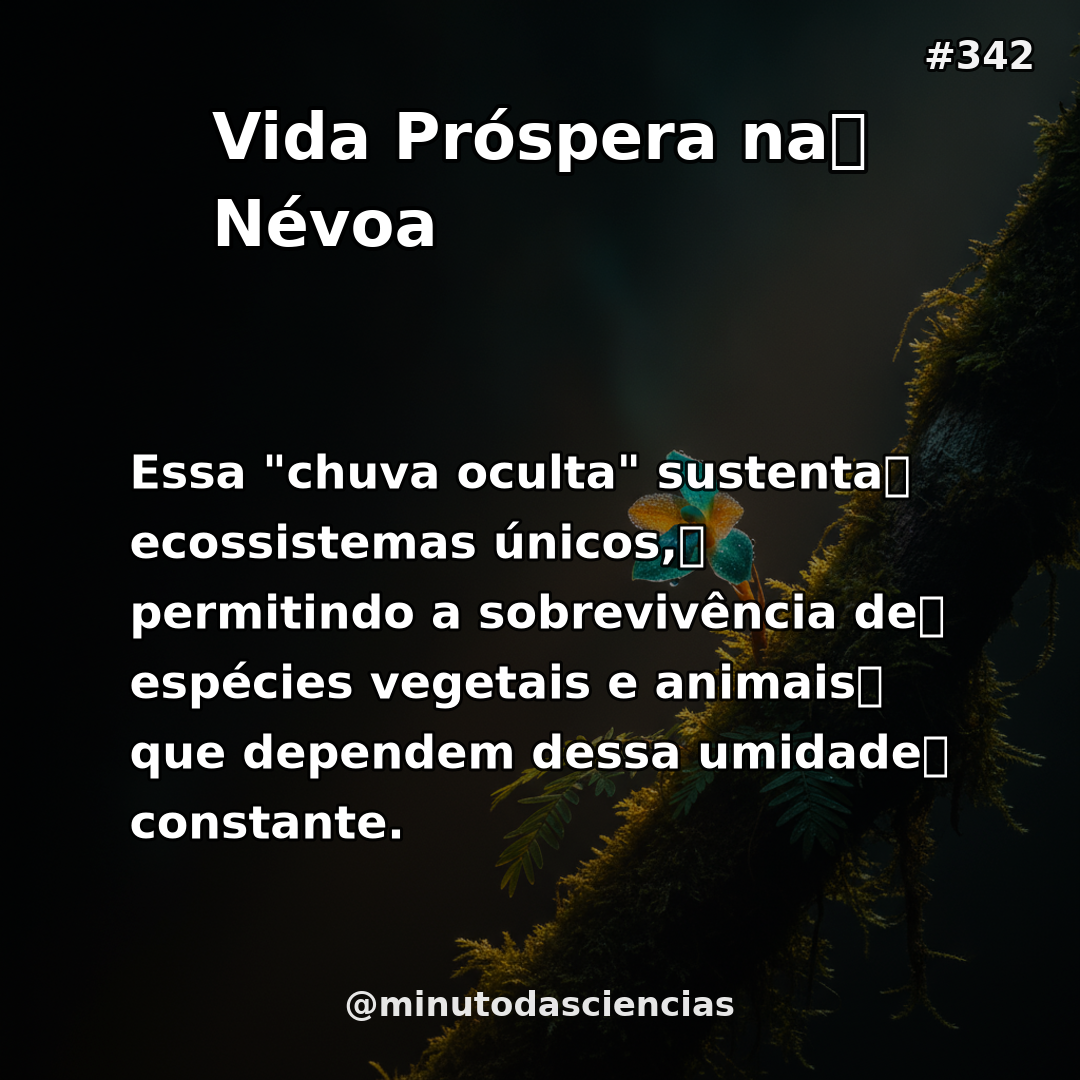 #342
Vida Próspera na▯
Névoa
Essa "chuva oculta" sustenta▯
ecossistemas únicos,▯
permitindo a sobrevivência de▯
espécies vegetais e animais▯
que dependem dessa umidade▯
constante.
@minutodasciencias